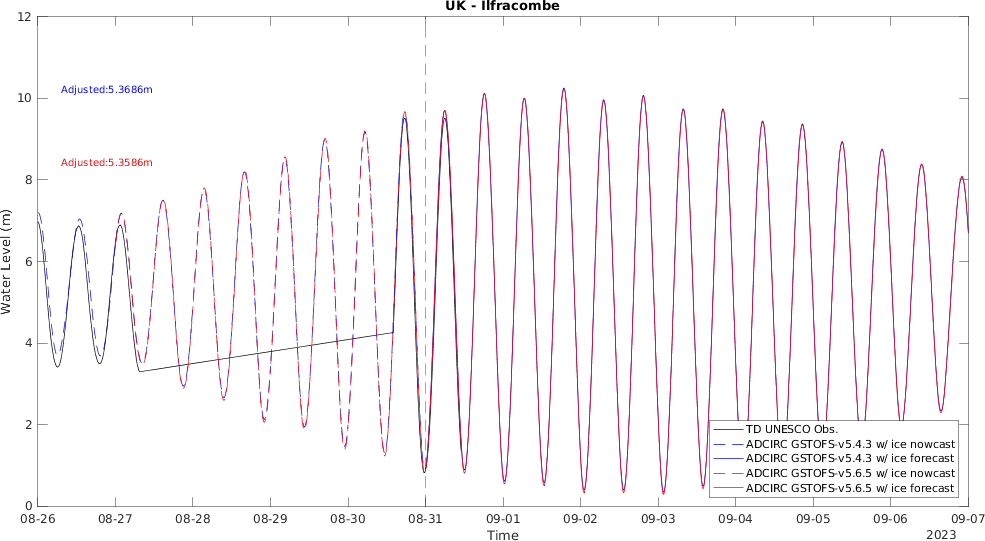 UK - Ilfracombe
12
10
8
6
4
2
0
Water Level (m)
Adjusted:5.3686m
Adjusted:5.3586m
TD UNESCO Obs.
ADCIRC GSTOFS-v5.4.3 w/ ice nowcast
ADCIRC GSTOFS-v5.4.3 w/ ice forecast
ADCIRC GSTOFS-v5.6.5 w/ ice nowcast
ADCIRC GSTOFS-v5.6.5 w/ ice forecast
08-26 08-27 08-28 08-29 08-30 08-31 09-01 09-02 09-03 09-04 09-05 09-06 09-07
Time
2023